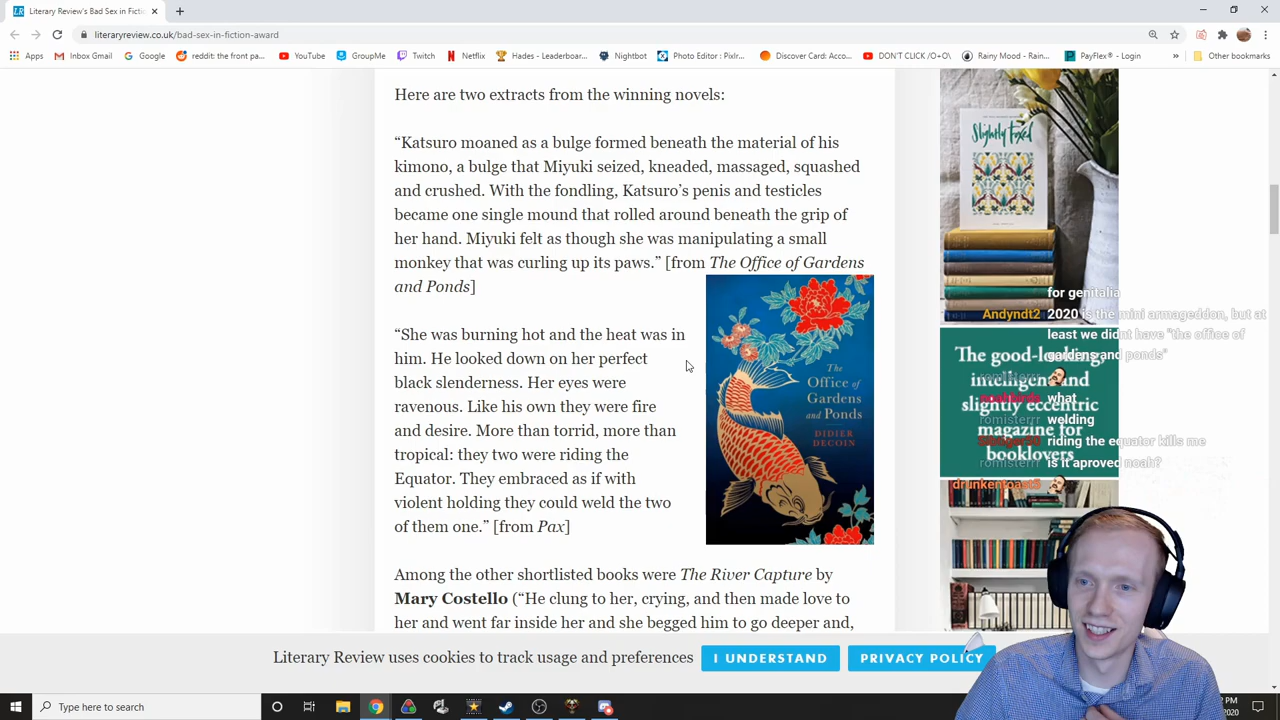 LR Literary Review's Bad Sex in Fic
literaryreview.co.uk/bad-sex-in-fiction-award
Apps
Inbox Gmail
Google
reddit: the front pa...
YouTube
GroupMe
Twitch
Netflix
Hades - Leaderboar...
Nightbot
Photo Editor : Pixlr...
Discover Card: Acco...
DON'T CLICK /O+O\
Rainy Mood - Rain...
PayFlex® - Login
»
Other bookmarks
Here are two extracts from the winning novels:
“Katsuro moaned as a bulge formed beneath the material of his
kimono, a bulge that Miyuki seized, kneaded, massaged, squashed
and crushed. With the fondling, Katsuro’s penis and testicles
became one single mound that rolled around beneath the grip of
her hand. Miyuki felt as though she was manipulating a small
monkey that was curling up its paws.” [from The Office of Gardens
and Ponds]
“She was burning hot and the heat was in
him. He looked down on her perfect
black slenderness. Her eyes were
ravenous. Like his own they were fire
and desire. More than torrid, more than
tropical: they two were riding the
Equator. They embraced as if with
violent holding they could weld the two
of them one.” [from Pax]
The
Office of
Gardens
and Ponds
DIDIER
DECOIN
Among the other shortlisted books were The River Capture by
Mary Costello (“He clung to her, crying, and then made love to
her and went far inside her and she begged him to go deeper and,
Slightly Foxed
for genitalia
Andyndt2 2020 is the mini armageddon, but at
least we didnt have "the office of
gardens and ponds"
romisterrr
what
romisterrr welding
riding the equator kills me
romisterrr is it aproved noah?
drunkentoast5
The good-looking,
intelligent and
slightly eccentric
magazine for
booklovers
Literary Review uses cookies to track usage and preferences
I UNDERSTAND
PRIVACY POLICY
Type here to search
PM
2020